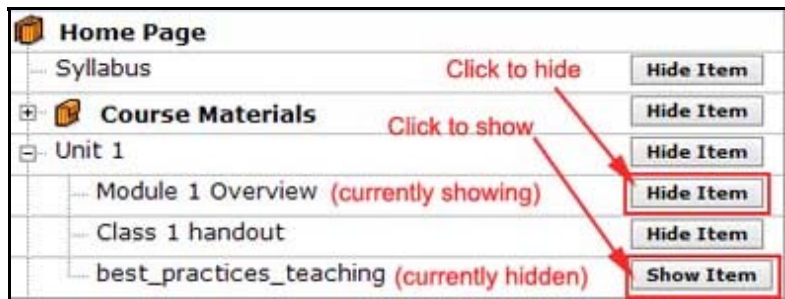 Home Page
Syllabus Click to hide Hide Item
Course Materials Hide Item
Click to show
Unit 1 Hide Item
Module 1 Overview (currently showing) Hide Item
Class 1 handout Hide Item
best_practices_teaching (currently hidden) Show Item